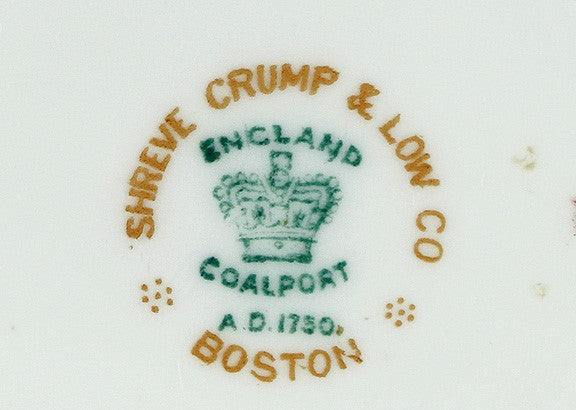 SHREVE CRUMP & LOW CO
ENGLAND
COALPORT
A.D. 1750.
BOSTON